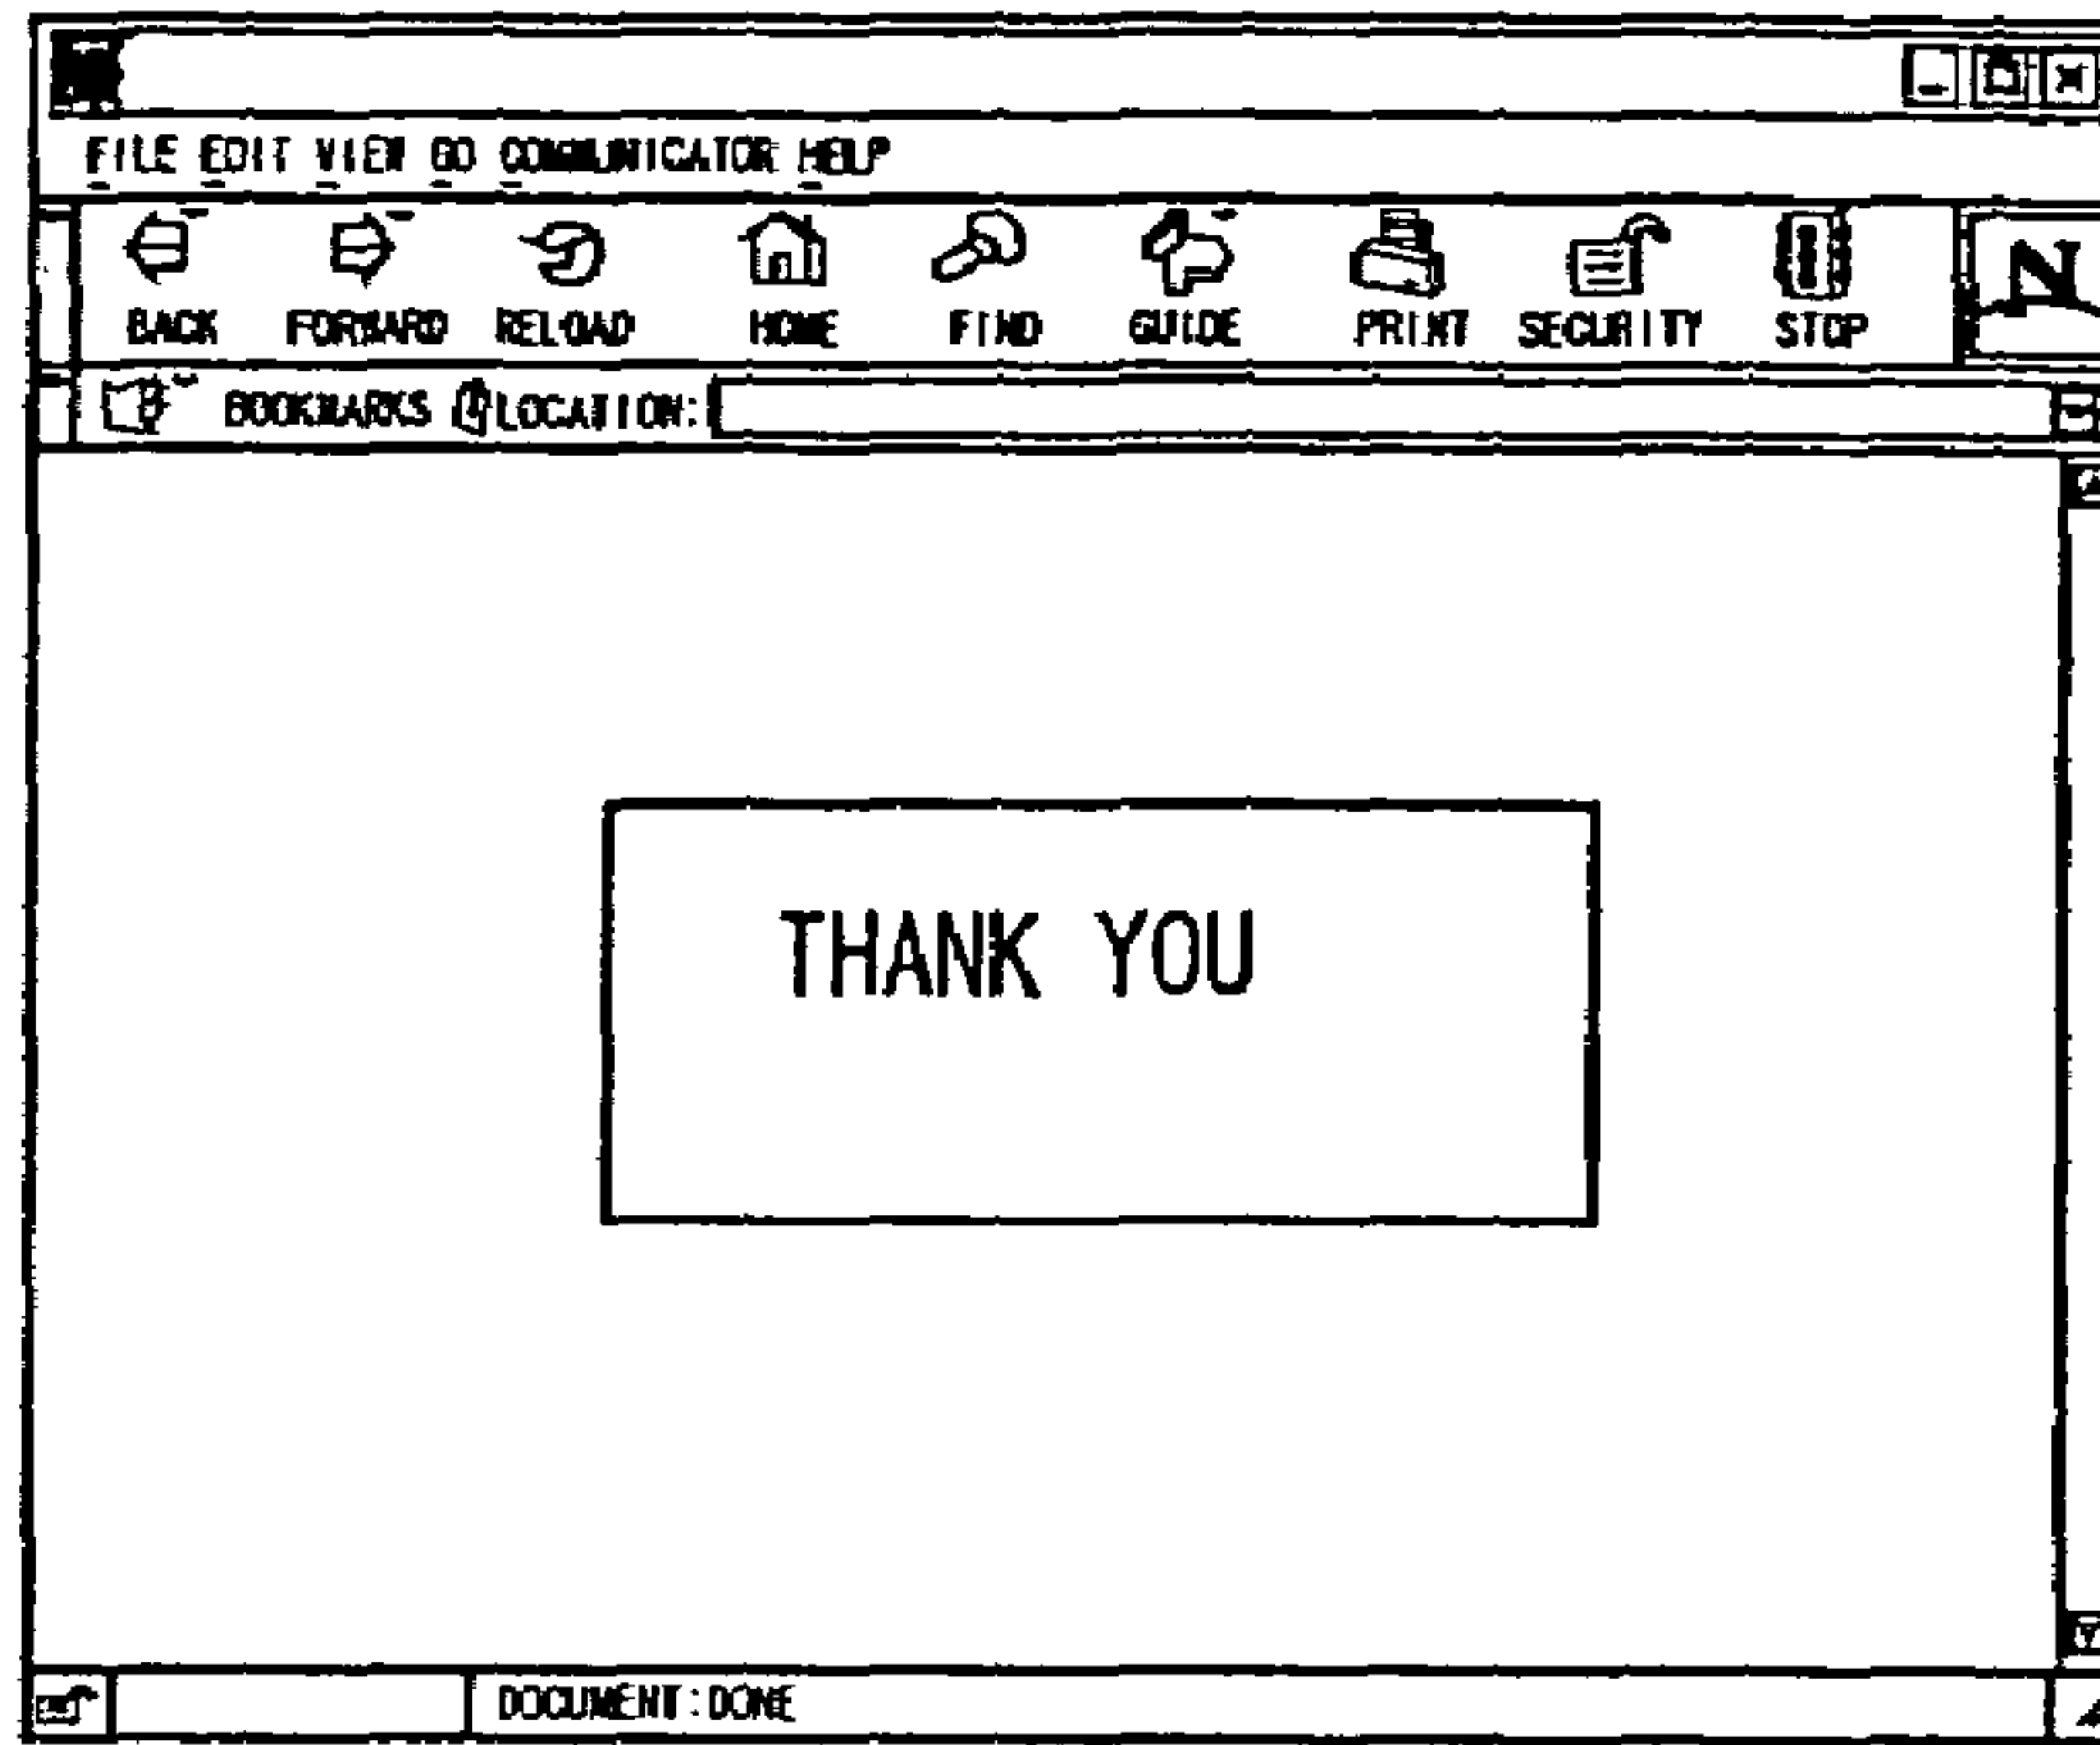 FILE EDIT VIEW GO COMMUNICATOR HELP
BACK FORWARD RELOAD HOME FIND GUIDE PRINT SECURITY STOP
N
BOOKMARKS LOCATION:
THANK YOU
DOCUMENT:DONE